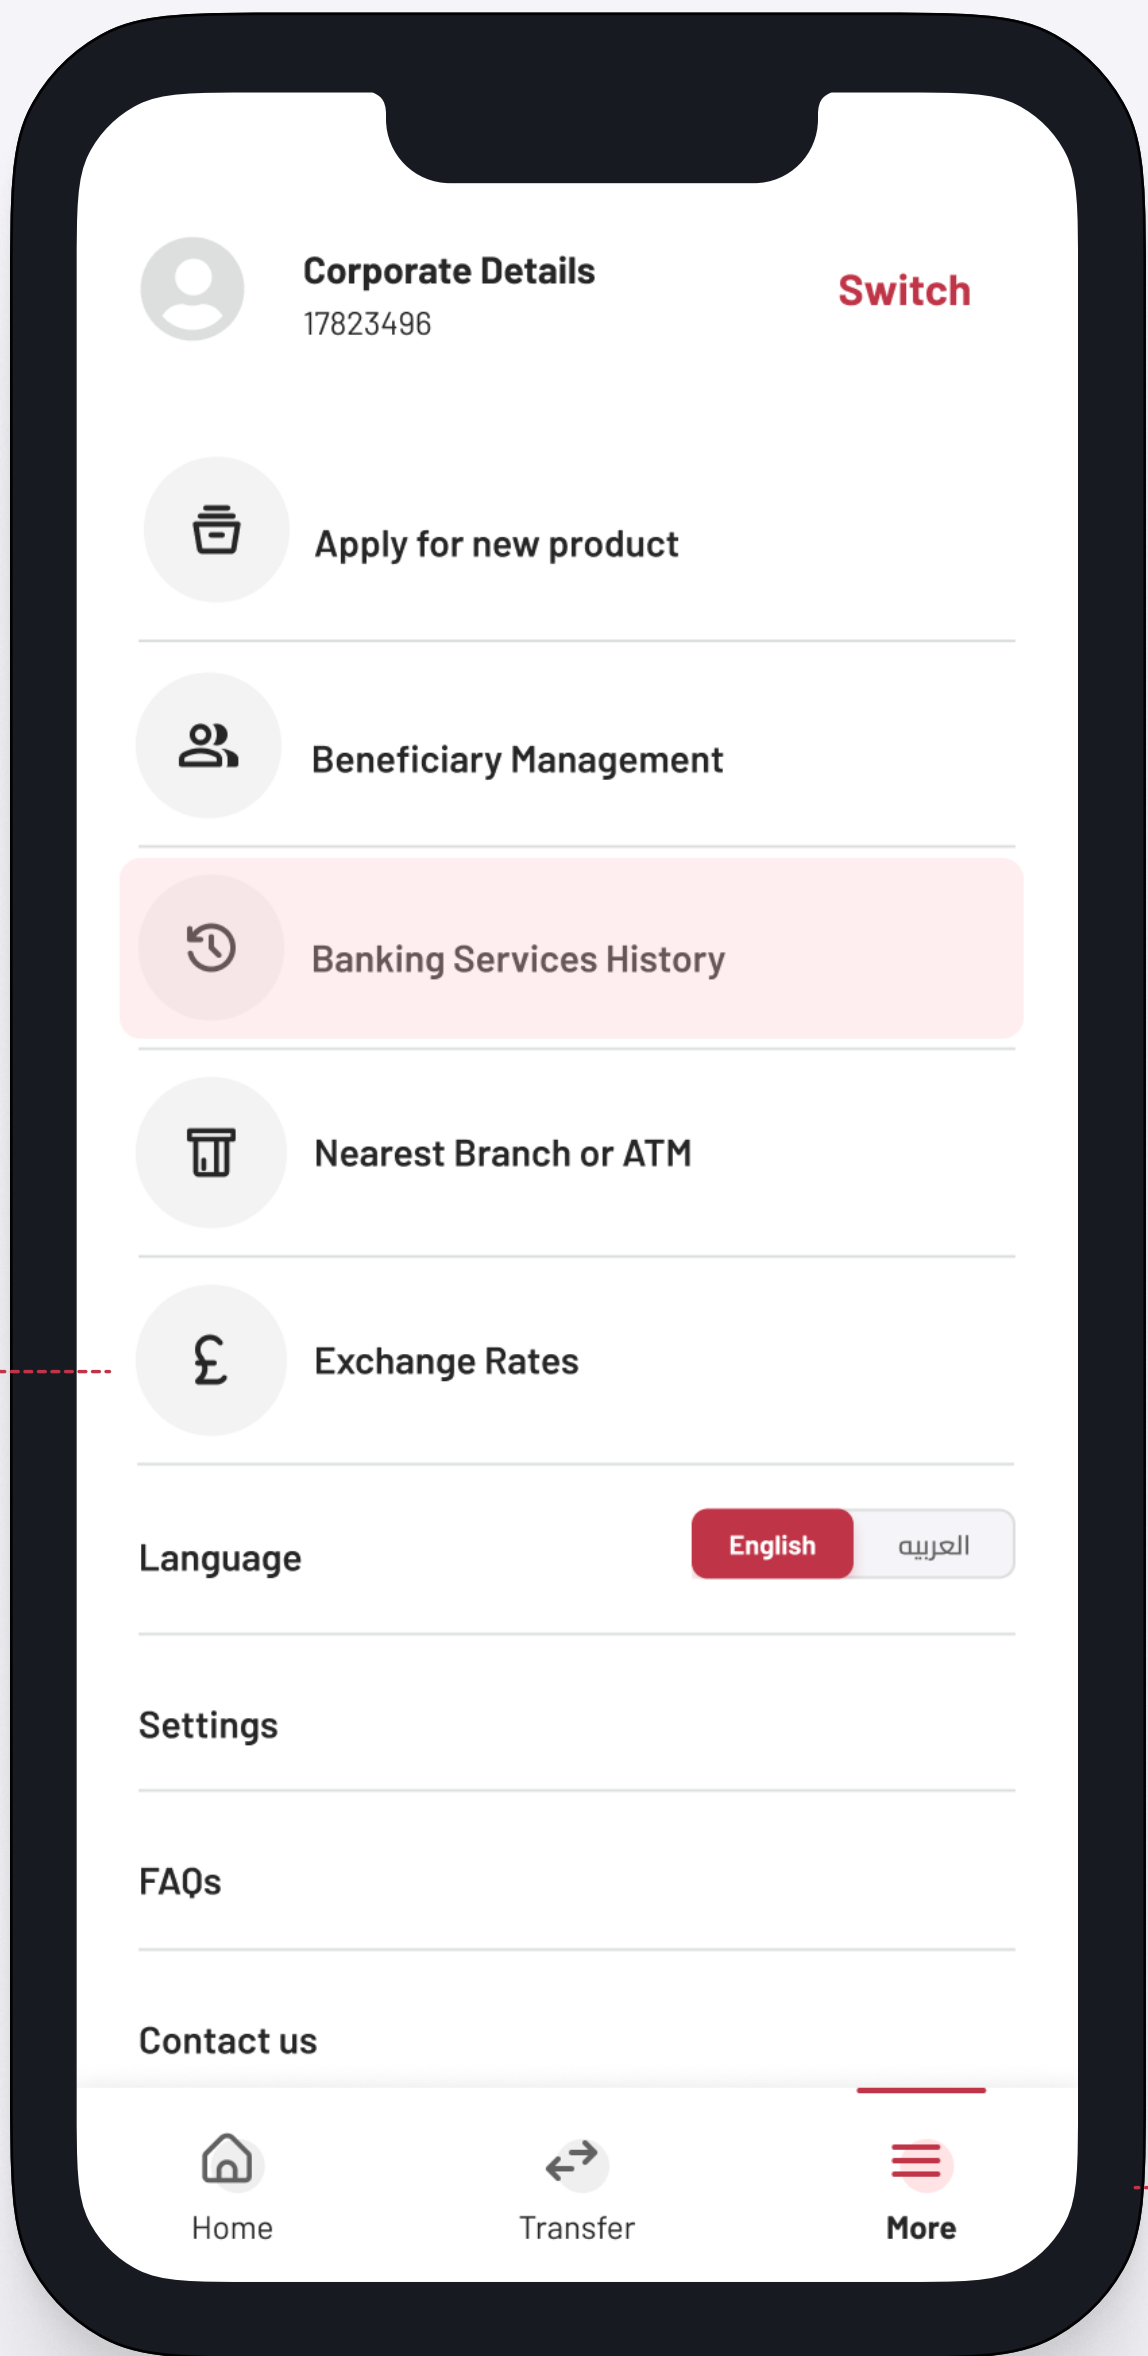 Corporate Details
17823496
Switch
Apply for new product
Beneficiary Management
Banking Services History
Nearest Branch or ATM
Exchange Rates
Language
English
العربيه
Settings
FAQs
Contact us
Home
Transfer
More